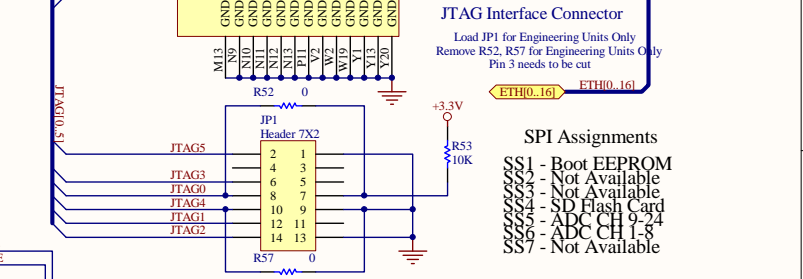 GND GND GND GND GND GND GND GND GND GND GND GND GND
M13 N9 N10 N11 N12 N13 P11 V2 W2 W19 Y1 Y13 Y20
JTAG Interface Connector
Load JP1 for Engineering Units Only
Remove R52, R57 for Engineering Units Only
Pin 3 needs to be cut
ETH[0..16]
ETH[0..16]
JTAG[0..5]
R52 0
JP1
Header 7X2
+3.3V
R53
10K
JTAG5 2 1
4 3
JTAG3 6 5
JTAG0 8 7
JTAG4 10 9
JTAG1 12 11
JTAG2 14 13
R57 0
SPI Assignments
SS1 - Boot EEPROM
SS2 - Not Available
SS3 - Not Available
SS4 - SD Flash Card
SS5 - ADC CH 9-24
SS6 - ADC CH 1-8
SS7 - Not Available